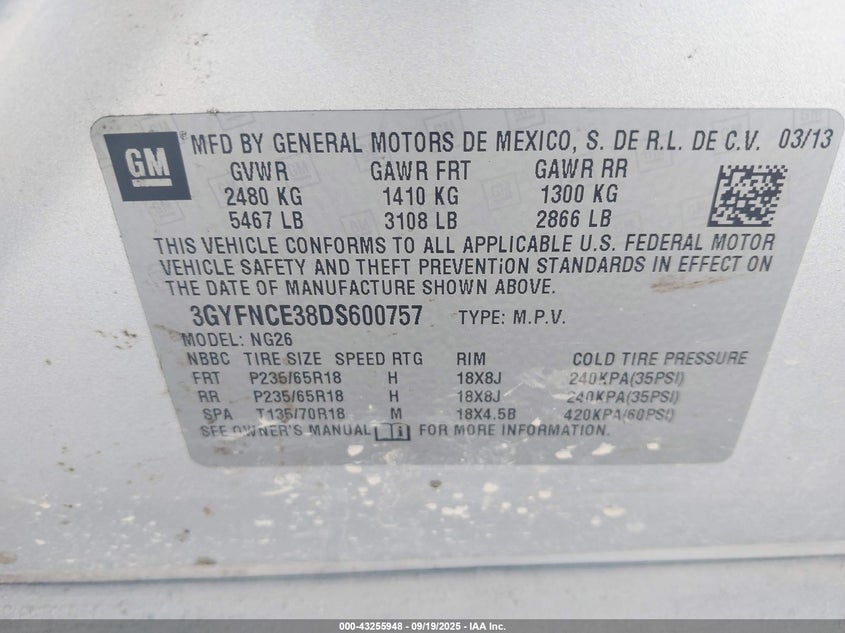 GM ® MFD BY GENERAL MOTORS DE MEXICO, S. DE R.L. DE C.V. 03/13
GVWR GAWR FRT GAWR RR
2480 KG 1410 KG 1300 KG
5467 LB 3108 LB 2866 LB
THIS VEHICLE CONFORMS TO ALL APPLICABLE U.S. FEDERAL MOTOR
VEHICLE SAFETY AND THEFT PREVENTION STANDARDS IN EFFECT ON
THE DATE OF MANUFACTURE SHOWN ABOVE.
3GYFNCE38DS600757 TYPE: M.P.V.
MODEL: NG26
NBBC TIRE SIZE SPEED RTG RIM COLD TIRE PRESSURE
FRT P235/65R18 H 18X8J 240KPA(35PSI)
RR P235/65R18 H 18X8J 240KPA(35PSI)
SPA T135/70R18 M 18X4.5B 420KPA(60PSI)
SEE OWNER'S MANUAL FOR MORE INFORMATION.
000-43255948 - 09/19/2025 - IAA Inc.